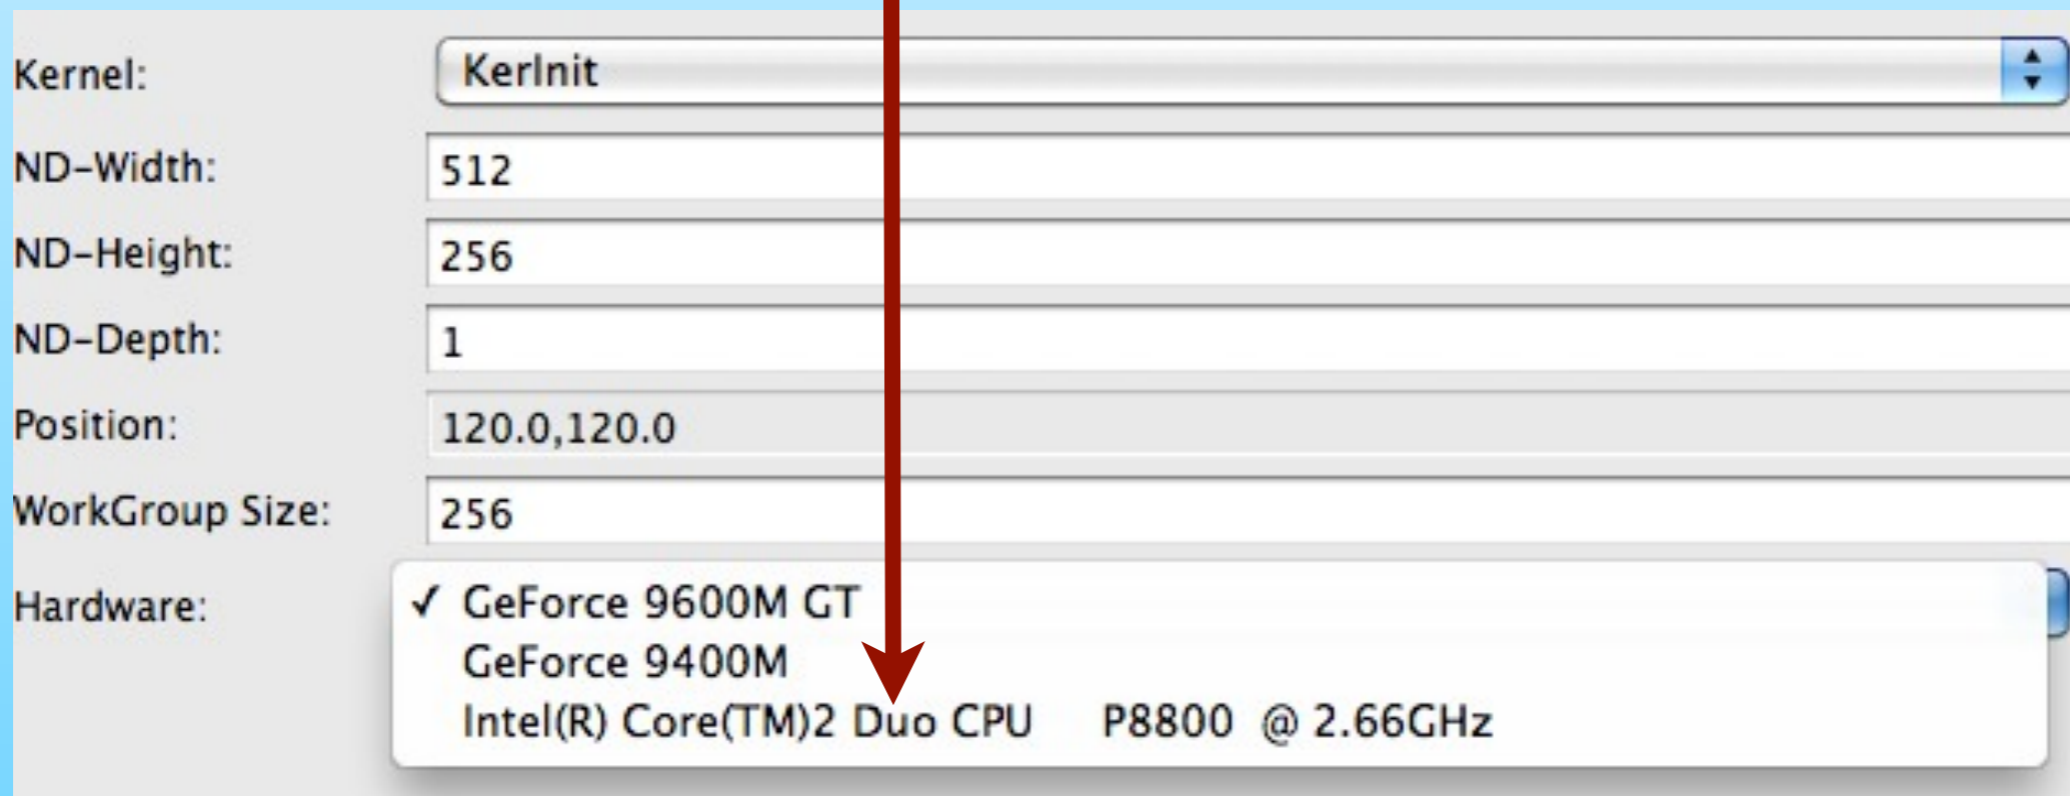 Kernel: KerInit
ND-Width: 512
ND-Height: 256
ND-Depth: 1
Position: 120.0,120.0
WorkGroup Size: 256
Hardware: ✓ GeForce 9600M GT
GeForce 9400M
Intel(R) Core(TM)2 Duo CPU P8800 @ 2.66GHz